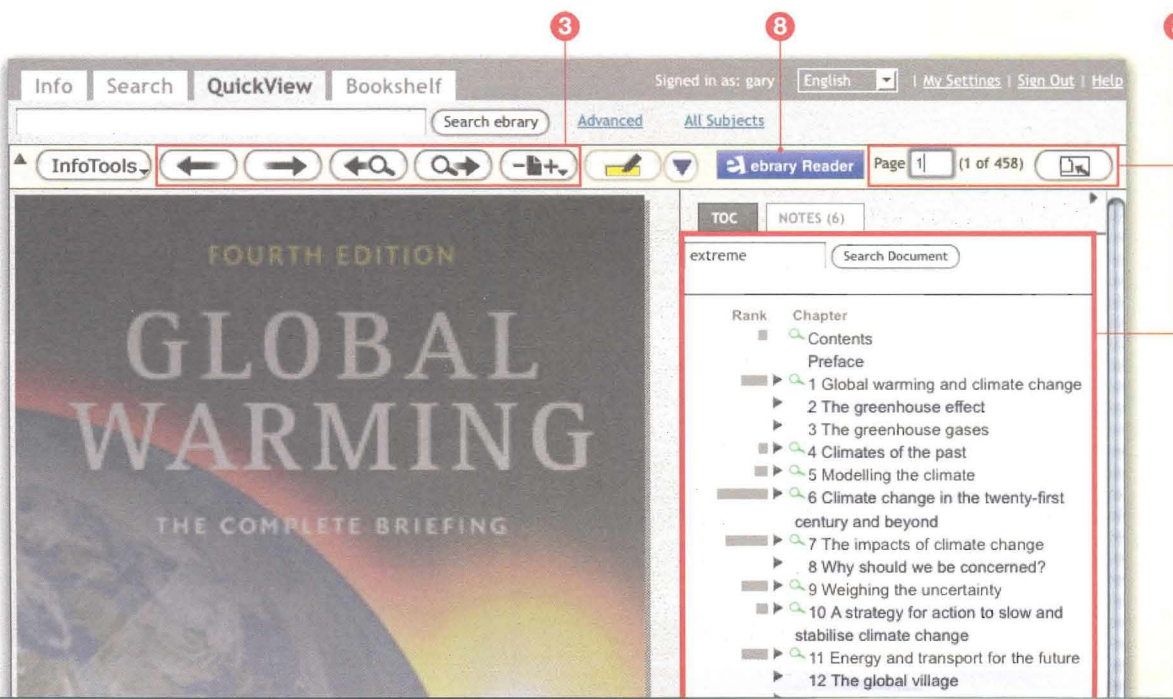 3 8
Info Search QuickView Bookshelf Signed in as: gary English | My Settings | Sign Out | Help
Search ebrary Advanced All Subjects
InfoTools ebrary Reader Page 1 (1 of 458)
TOC NOTES (6)
extreme Search Document
FOURTH EDITION
GLOBAL
WARMING
THE COMPLETE BRIEFING
Rank Chapter
Contents
Preface
1 Global warming and climate change
2 The greenhouse effect
3 The greenhouse gases
4 Climates of the past
5 Modelling the climate
6 Climate change in the twenty-first
century and beyond
7 The impacts of climate change
8 Why should we be concerned?
9 Weighing the uncertainty
10 A strategy for action to slow and
stabilise climate change
11 Energy and transport for the future
12 The global village